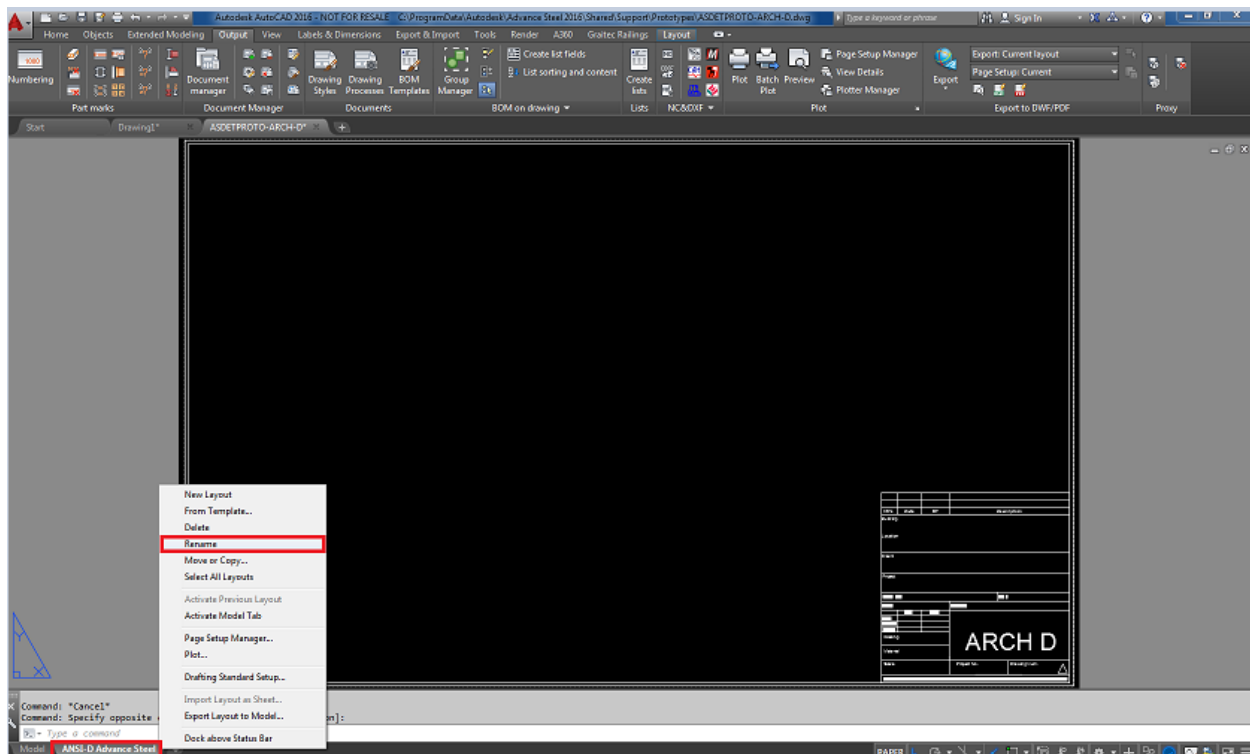 Autodesk AutoCAD 2016 - NOT FOR RESALE C:\ProgramData\Autodesk\Advance Steel 2016\Shared\Support\Prototypes\ASDETPROTO-ARCH-D.dwg
Type a keyword or phrase
Sign In
Home Objects Extended Modeling Output View Labels & Dimensions Export & Import Tools Render A360 Graitec Railings Layout
Numbering
Document manager
Drawing Styles
Drawing Processes
BOM Templates
Group Manager
Create list fields
List sorting and content
Create lists
Plot
Batch Plot
Preview
Page Setup Manager
View Details
Plotter Manager
Export
Export: Current layout
Page Setup: Current
Part marks
Document Manager
Documents
BOM on drawing
Lists
NC&DXF
Plot
Export to DWF/PDF
Proxy
Start
Drawing1*
ASDETPROTO-ARCH-D*
New Layout
From Template...
Delete
Rename
Move or Copy...
Select All Layouts
Activate Previous Layout
Activate Model Tab
Page Setup Manager...
Plot...
Drafting Standard Setup...
Import Layout as Sheet...
Export Layout to Model...
Dock above Status Bar
ARCH D
Command: *Cancel*
Command: Specify opposite
on]:
Type a command
Model
ANSI-D Advance Steel
PAPER